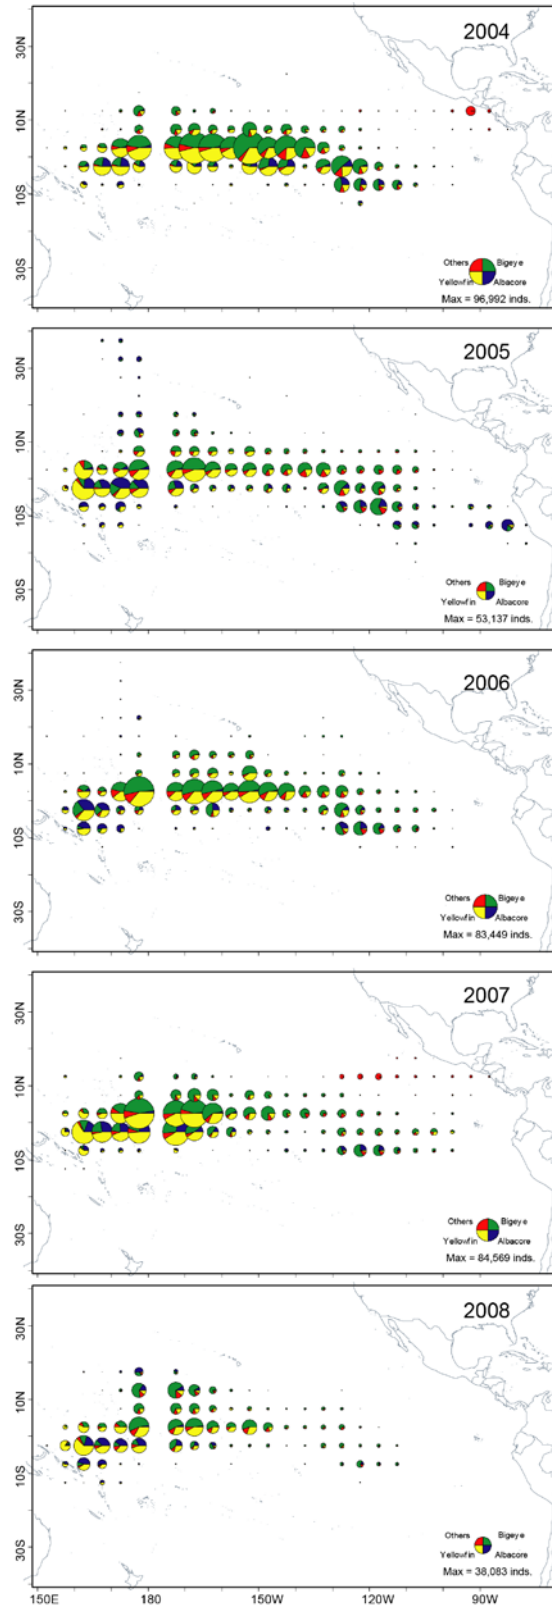 2004
30N
10N
10S
30S
Others Bigeye
Yellowfin Albacore
Max = 96,992 inds.
2005
30N
10N
10S
30S
Others Bigeye
Yellowfin Albacore
Max = 53,137 inds.
2006
30N
10N
10S
30S
Others Bigeye
Yellowfin Albacore
Max = 83,449 inds.
2007
30N
10N
10S
30S
Others Bigeye
Yellowfin Albacore
Max = 84,569 inds.
2008
30N
10N
10S
30S
Others Bigeye
Yellowfin Albacore
Max = 38,083 inds.
150E 180 150W 120W 90W